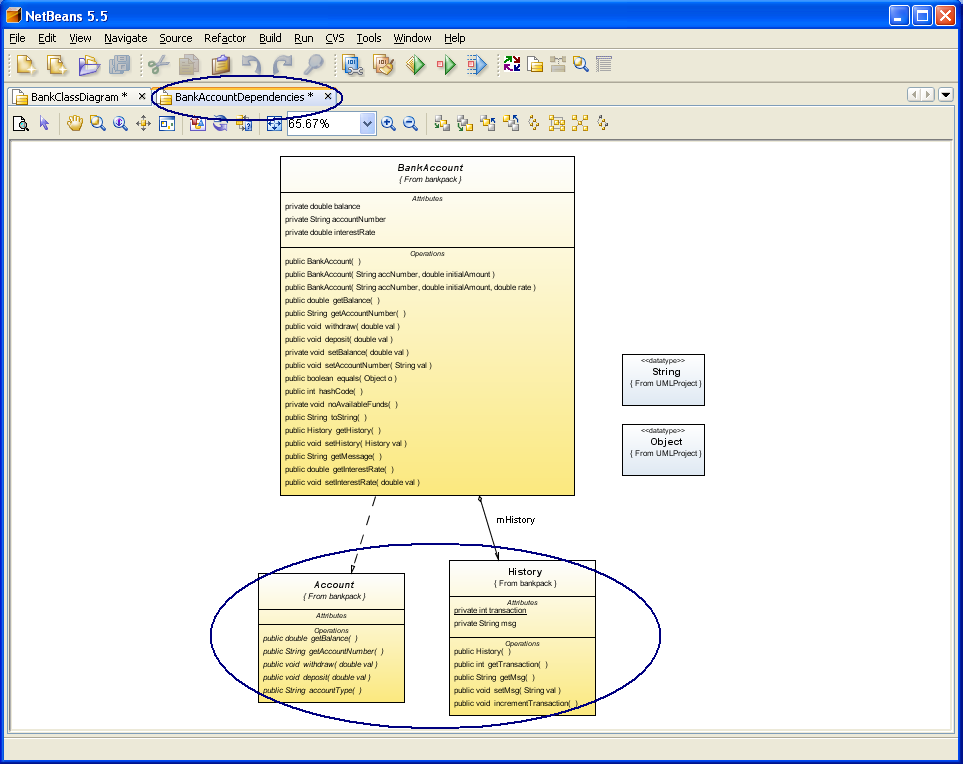 NetBeans 5.5
File Edit View Navigate Source Refactor Build Run CVS Tools Window Help
BankClassDiagram * BankAccountDependencies *
65.67%
BankAccount
{ From bankpack }
Attributes
private double balance
private String accountNumber
private double interestRate
Operations
public BankAccount( )
public BankAccount( String accNumber, double initialAmount )
public BankAccount( String accNumber, double initialAmount, double rate )
public double getBalance( )
public String getAccountNumber( )
public void withdraw( double val )
public void deposit( double val )
private void setBalance( double val )
public void setAccountNumber( String val )
public boolean equals( Object o )
public int hashCode( )
private void noAvailableFunds( )
public String toString( )
public History getHistory( )
public void setHistory( History val )
public String getMessage( )
public double getInterestRate( )
public void setInterestRate( double val )
<<datatype>>
String
{ From UMLProject }
<<datatype>>
Object
{ From UMLProject }
mHistory
Account
{ From bankpack }
Attributes
Operations
public double getBalance( )
public String getAccountNumber( )
public void withdraw( double val )
public void deposit( double val )
public String accountType( )
History
{ From bankpack }
Attributes
private int transaction
private String msg
Operations
public History( )
public int getTransaction( )
public String getMsg( )
public void setMsg( String val )
public void incrementTransaction( )